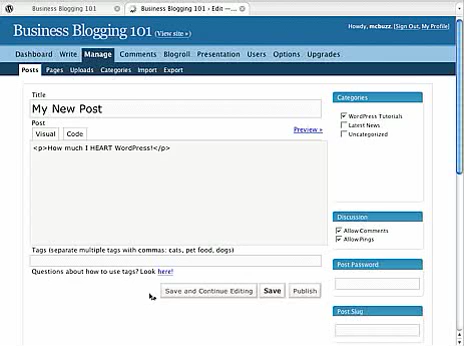 Business Blogging 101
Business Blogging 101 › Edit —...
Business Blogging 101 (View site »)
Howdy, mcbuzz. [Sign Out, My Profile]
Dashboard Write Manage Comments Blogroll Presentation Users Options Upgrades
Posts Pages Uploads Categories Import Export
Title
My New Post
Post
Visual Code
Preview »
<p>How much I HEART WordPress!</p>
Tags (separate multiple tags with commas: cats, pet food, dogs)
Questions about how to use tags? Look here!
Save and Continue Editing Save Publish
Categories
WordPress Tutorials
Latest News
Uncategorized
Discussion
Allow Comments
Allow Pings
Post Password
Post Slug